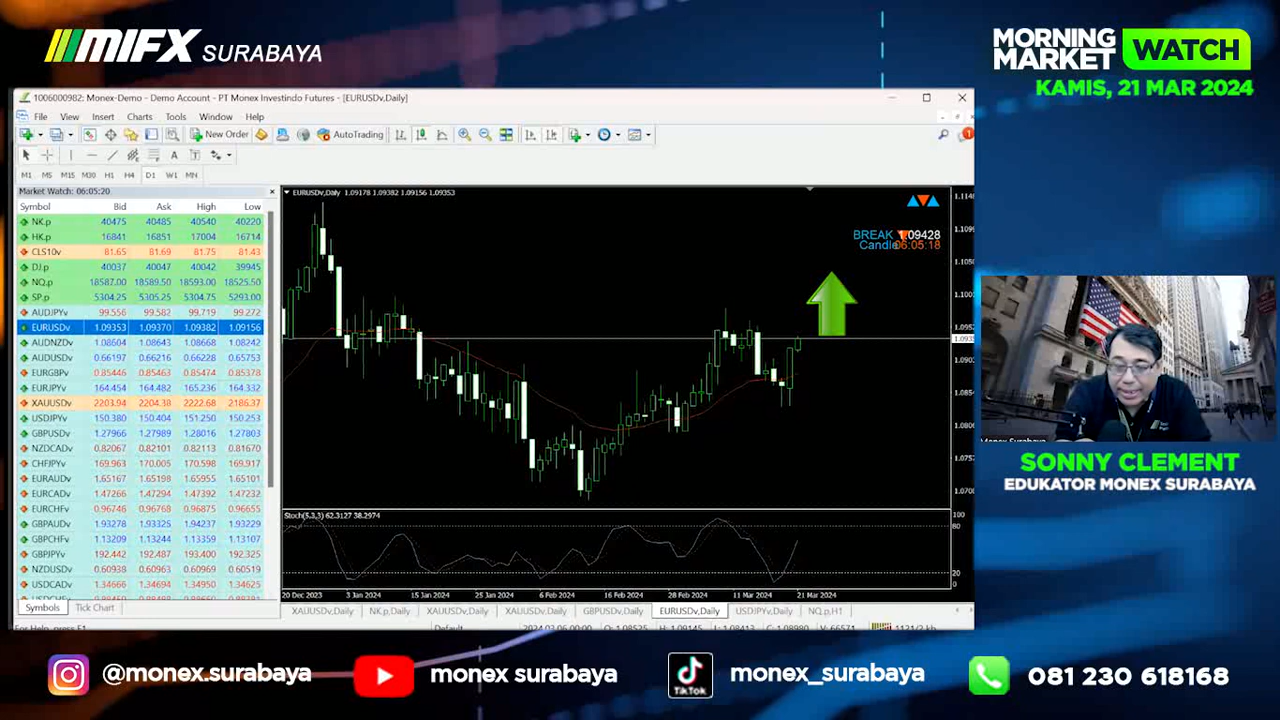 MIFX SURABAYA
MORNING
MARKET
WATCH
KAMIS, 21 MAR 2024
1006000982: Monex-Demo - Demo Account - PT Monex Investindo Futures - [EURUSDv,Daily]
File View Insert Charts Tools Window Help
New Order AutoTrading
M1 M5 M15 M30 H1 H4 D1 W1 MN
Market Watch: 06:05:20
Symbol Bid Ask High Low
NK.p 40475 40485 40540 40220
HK.p 16841 16851 17004 16714
CLS10v 81.65 81.69 81.75 81.43
DJ.p 40037 40047 40042 39945
NQ.p 18587.00 18589.50 18593.00 18525.50
SP.p 5304.25 5305.25 5304.75 5293.00
AUDJPYv 99.556 99.582 99.719 99.272
EURUSDv 1.09353 1.09370 1.09382 1.09156
AUDNZDv 1.08604 1.08643 1.08668 1.08242
AUDUSDv 0.66197 0.66216 0.66228 0.65753
EURGBPv 0.85446 0.85463 0.85474 0.85378
EURJPYv 164.454 164.482 165.236 164.332
XAUUSDv 2203.94 2204.38 2222.68 2186.37
USDJPYv 150.380 150.404 151.250 150.253
GBPUSDv 1.27966 1.27989 1.28016 1.27803
NZDCADv 0.82067 0.82101 0.82113 0.81670
CHFJPYv 169.963 170.005 170.598 169.917
EURAUDv 1.65167 1.65198 1.65955 1.65101
EURCADv 1.47266 1.47294 1.47392 1.47232
EURCHFv 0.96746 0.96768 0.96875 0.96655
GBPAUDv 1.93278 1.93325 1.94237 1.93229
GBPCHFv 1.13209 1.13244 1.13359 1.13107
GBPJPYv 192.442 192.487 193.400 192.325
NZDUSDv 0.60938 0.60963 0.60969 0.60519
USDCADv 1.34666 1.34694 1.34950 1.34625
Symbols Tick Chart
EURUSDv,Daily 1.09178 1.09382 1.09156 1.09353
BREAK 1.09428
Candle 06:05:18
Stoch(5,3,3) 62.3127 38.2974
100
80
20
0
20 Dec 2023 3 Jan 2024 15 Jan 2024 25 Jan 2024 6 Feb 2024 16 Feb 2024 28 Feb 2024 11 Mar 2024 21 Mar 2024
XAUUSDv,Daily NK.p,Daily XAUUSDv,Daily XAUUSDv,Daily GBPUSDv,Daily EURUSDv,Daily USDJPYv,Daily NQ.p,H1
For Help, press F1 Default
Monex Surabaya
SONNY CLEMENT
EDUKATOR MONEX SURABAYA
@monex.surabaya
monex surabaya
TikTok
monex_surabaya
081 230 618168